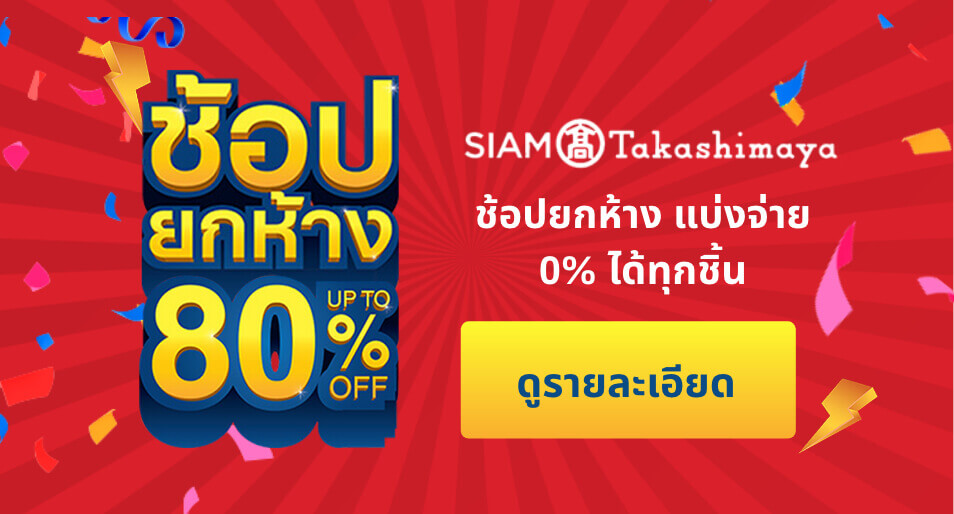 ช้อป
ยกห้าง
80
UP TO
%
OFF
SIAM 髙 Takashimaya
ช้อปยกห้าง แบ่งจ่าย
0% ได้ทุกชิ้น
ดูรายละเอียด